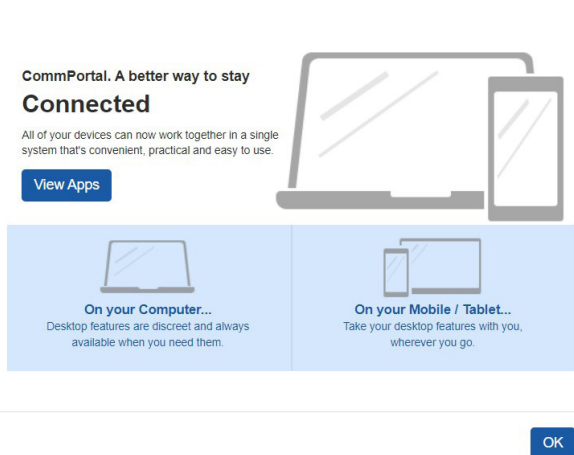 CommPortal. A better way to stay
Connected
All of your devices can now work together in a single
system that's convenient, practical and easy to use.
View Apps
On your Computer...
Desktop features are discreet and always
available when you need them.
On your Mobile / Tablet...
Take your desktop features with you,
wherever you go.
OK